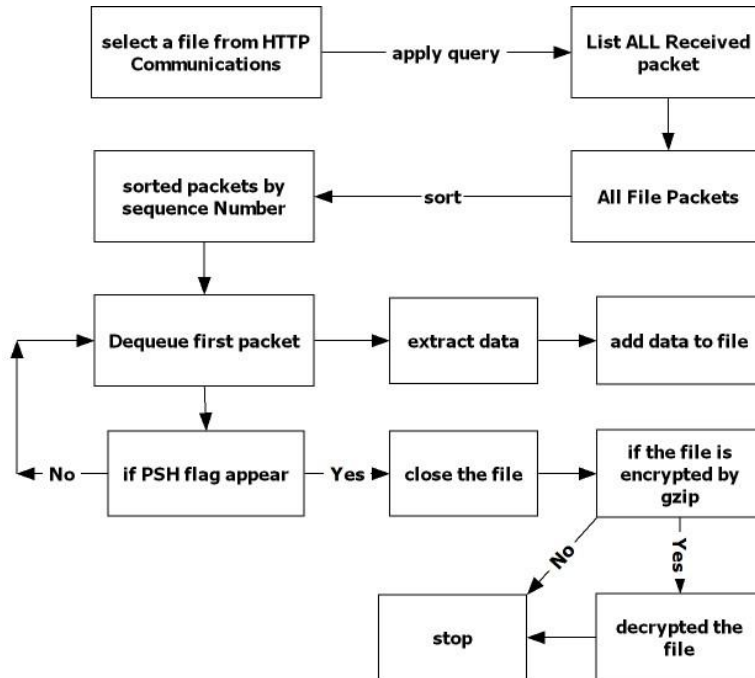 select a file from HTTP
Communications
apply query
List ALL Received
packet
sorted packets by
sequence Number
sort
All File Packets
Dequeue first packet
extract data
add data to file
No
if PSH flag appear
Yes
close the file
if the file is
encrypted by
gzip
No
Yes
stop
decrypted the
file